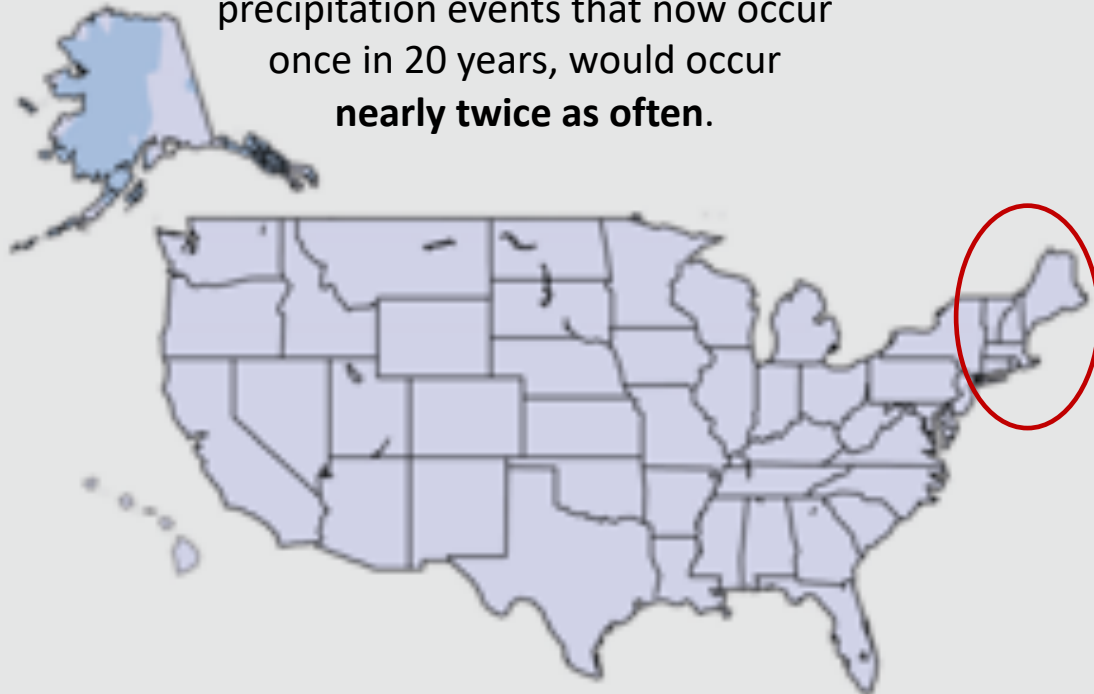 precipitation events that now occur
once in 20 years, would occur
nearly twice as often.